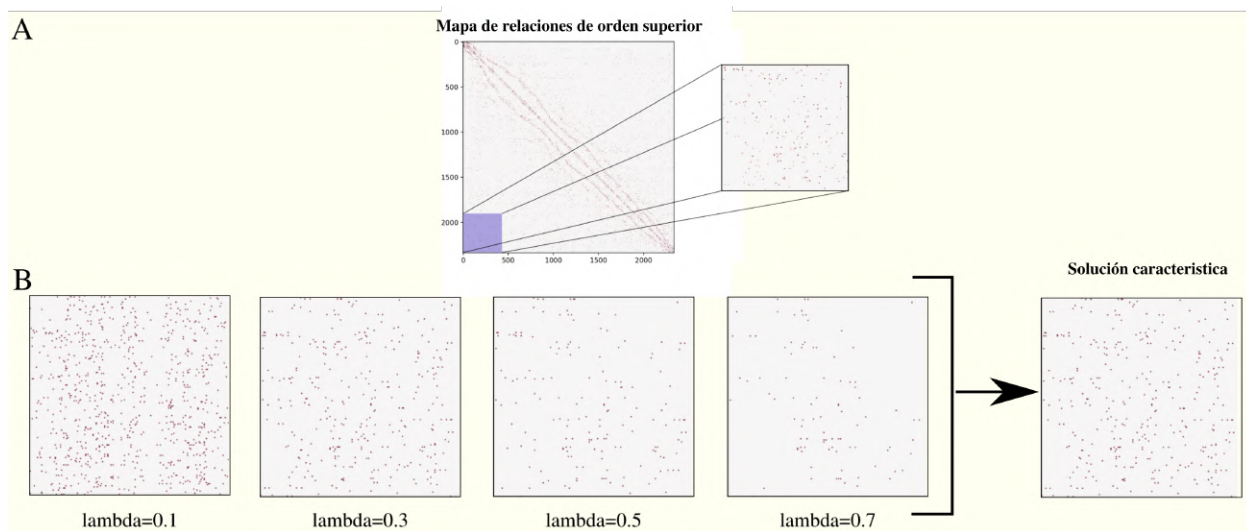 A
Mapa de relaciones de orden superior
0
500
1000
1500
2000
0 500 1000 1500 2000
B
Solución caracteristica
lambda=0.1 lambda=0.3 lambda=0.5 lambda=0.7